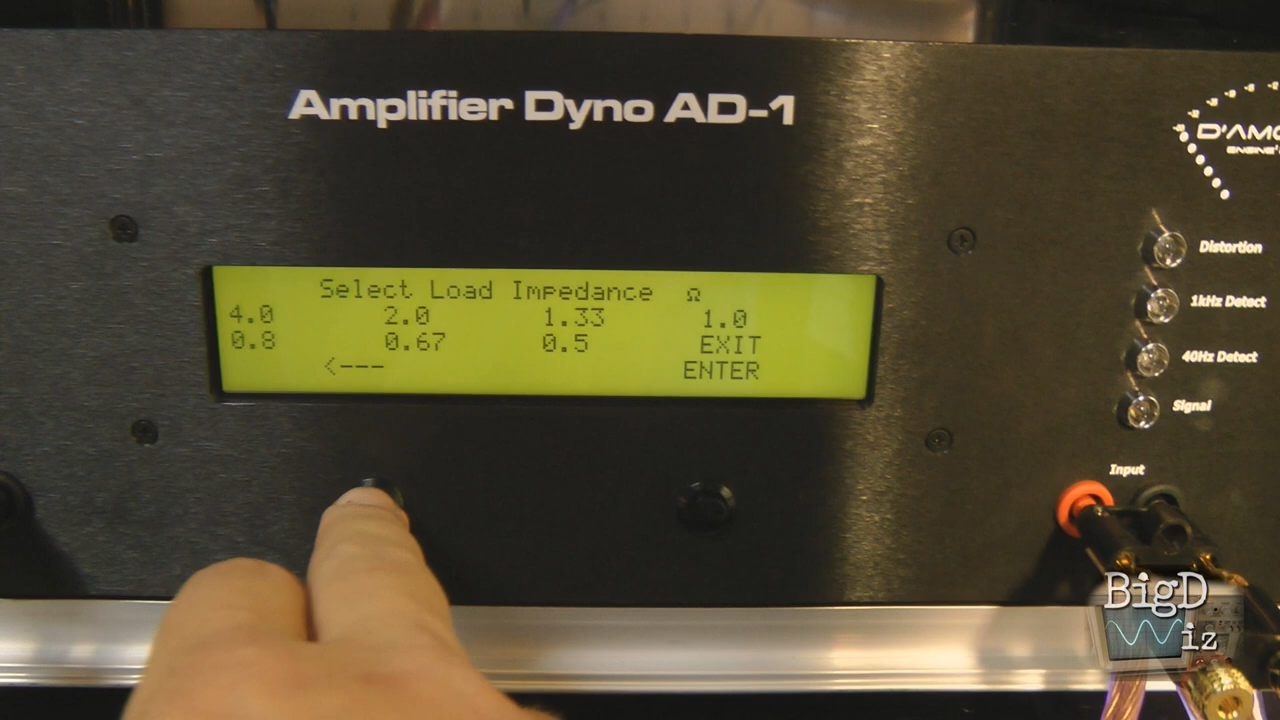 Amplifier Dyno AD-1
Select Load Impedance Ω
4.0 2.0 1.33 1.0
0.8 0.67 0.5 EXIT
<--- ENTER
Distortion
1kHz Detect
40Hz Detect
Signal
Input
BigD
Wiz